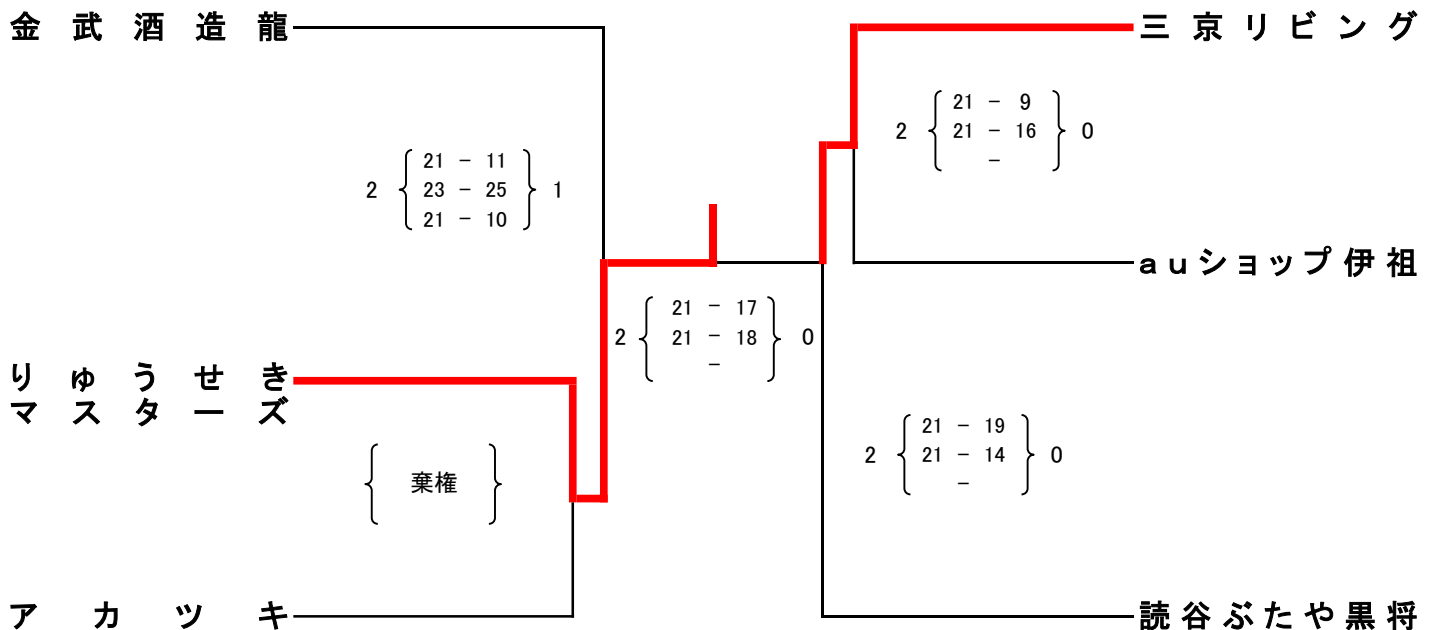 金武酒造龍
三京リビング
21 － 9
2 { 21 － 16 } 0
－
21 － 11
2 { 23 － 25 } 1
21 － 10
auショップ伊祖
21 － 17
2 { 21 － 18 } 0
－
りゅうせき
マスターズ
21 － 19
2 { 21 － 14 } 0
－
{ 棄権 }
アカツキ
読谷ぶたや黒将